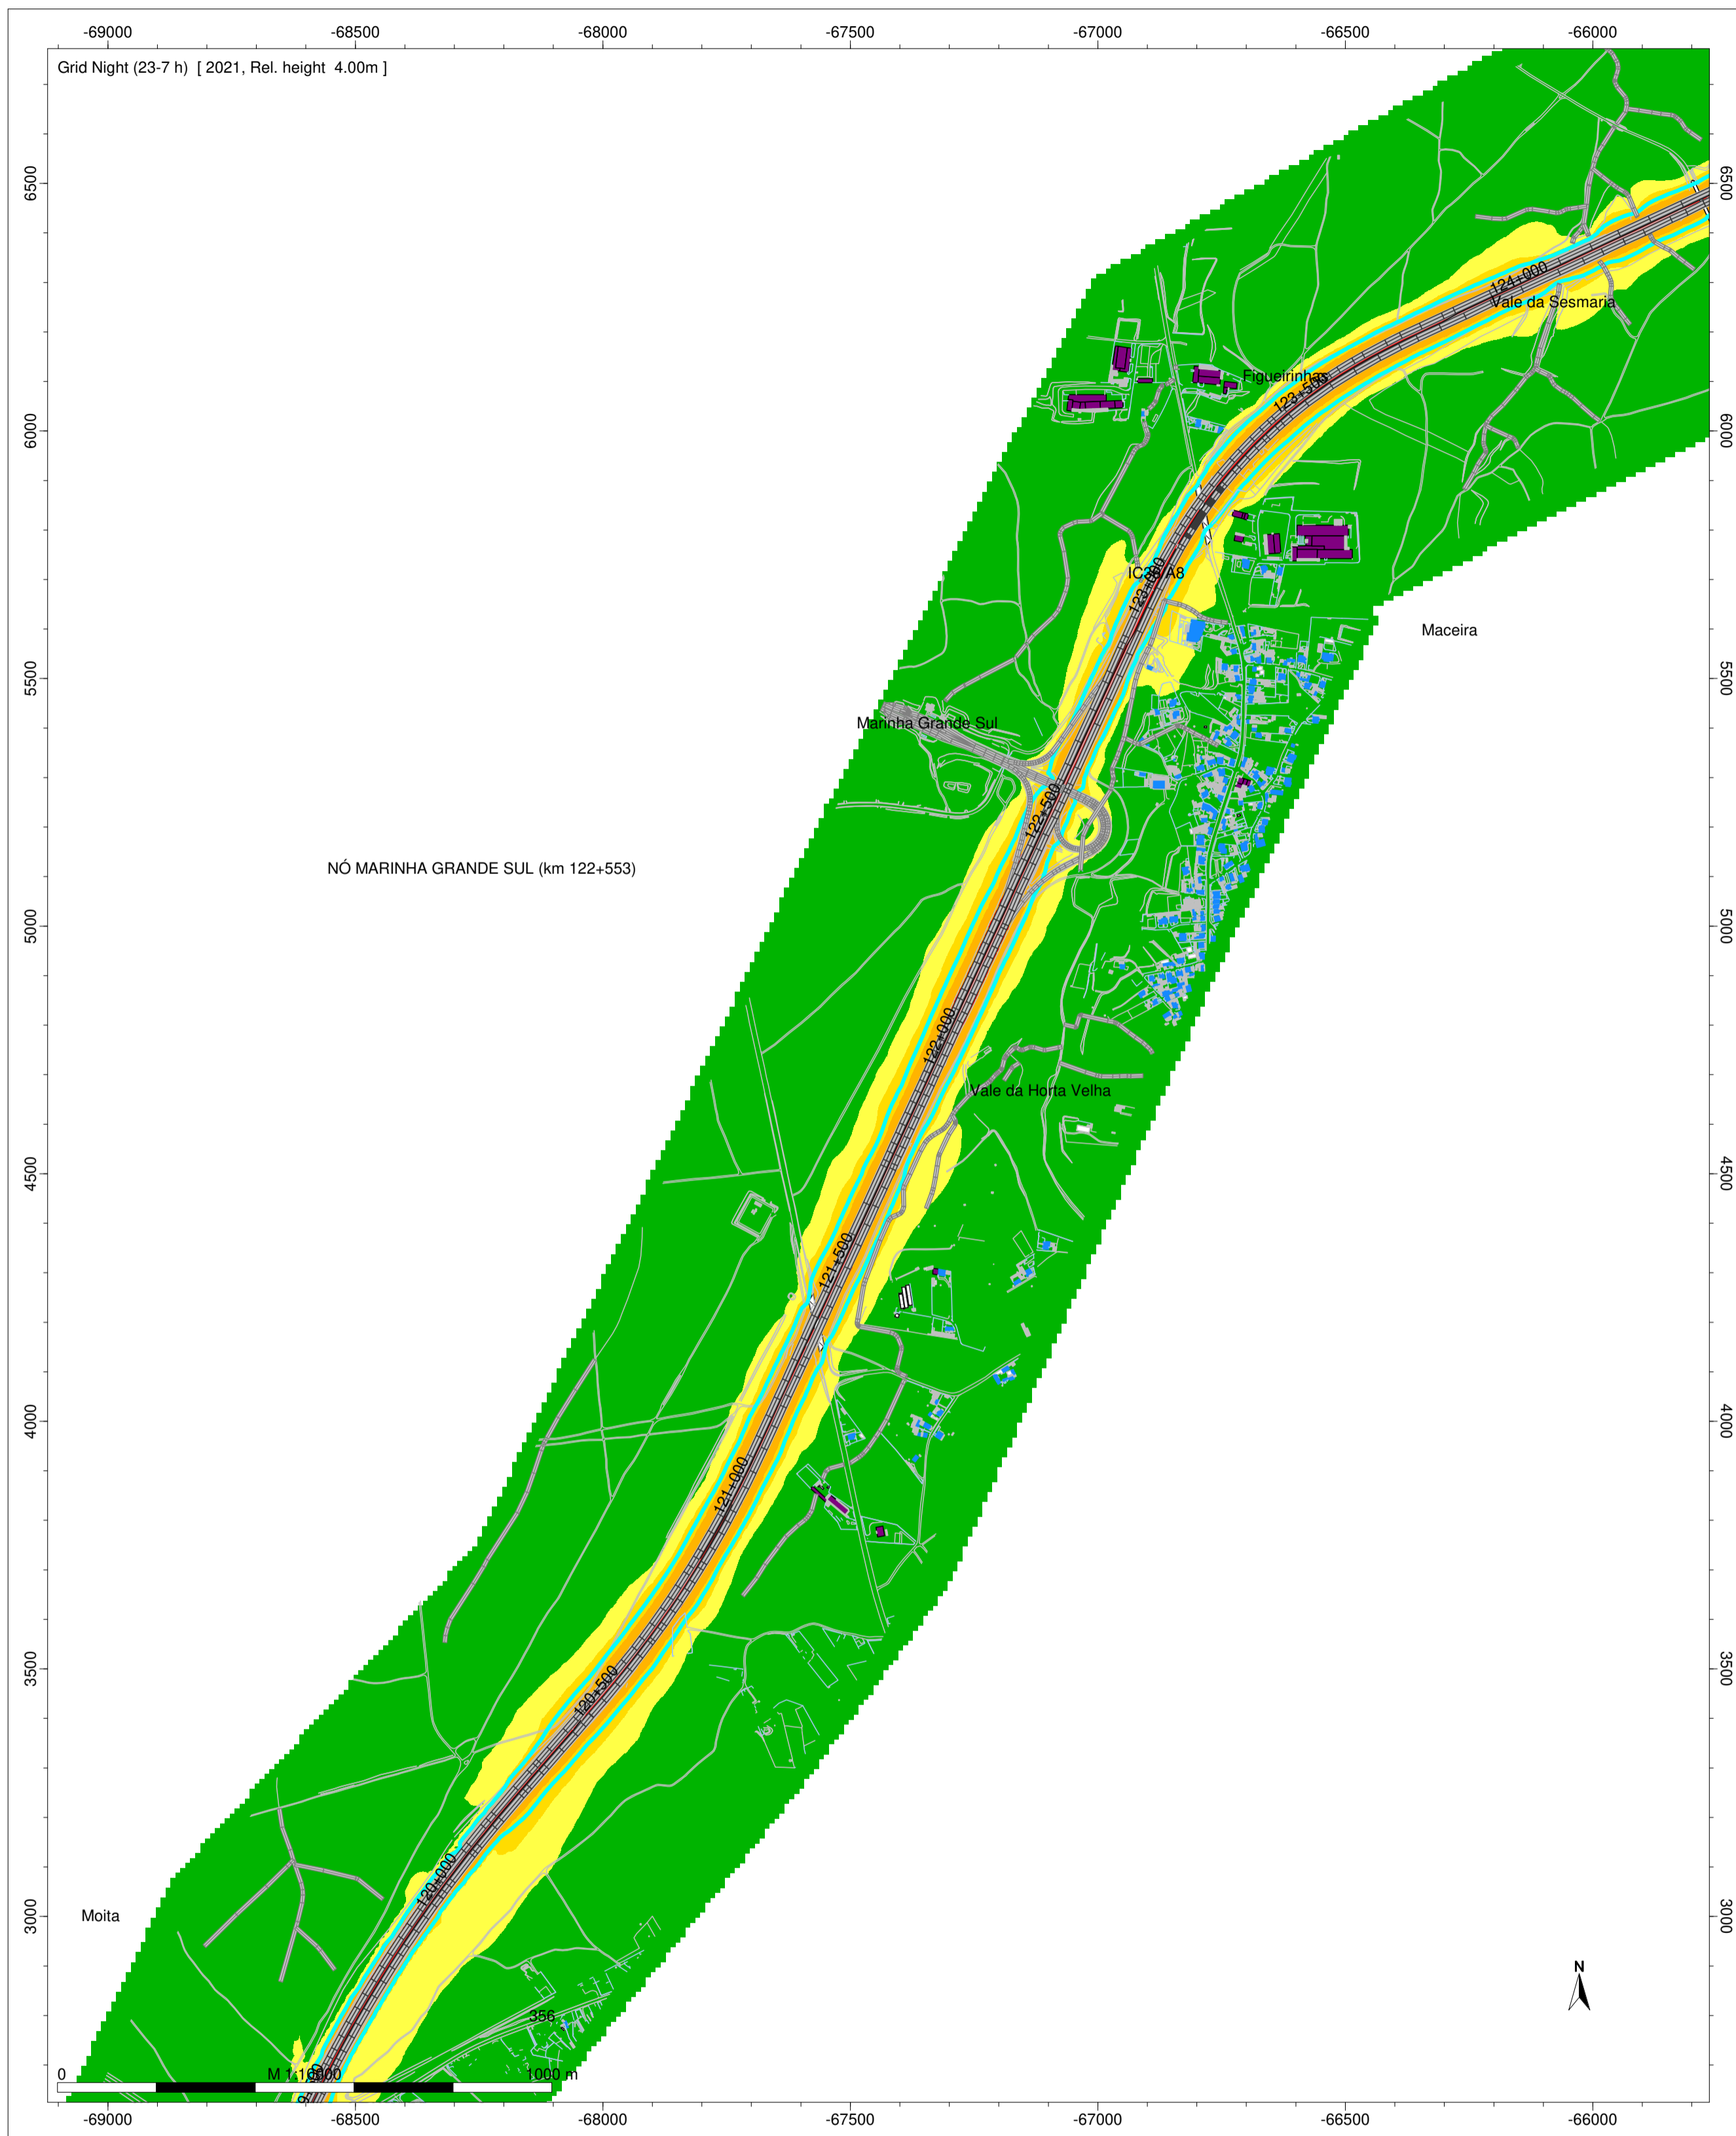 -69000 -68500 -68000 -67500 -67000 -66500 -66000
Grid Night (23-7 h) [ 2021, Rel. height 4.00m ]
6500 6500
124+000
Vale da Sesmaria
Figueirinhas
123+500
6000 6000
IC36 A8
123+000
Maceira
5500 5500
Marinha Grande Sul
122+500
NÓ MARINHA GRANDE SUL (km 122+553)
5000 5000
122+000
Vale da Horta Velha
4500 4500
121+500
4000 4000
121+000
3500 3500
120+500
120+000
3000 3000
Moita
N
356
0 M 1:10000 1000 m
-69000 -68500 -68000 -67500 -67000 -66500 -66000